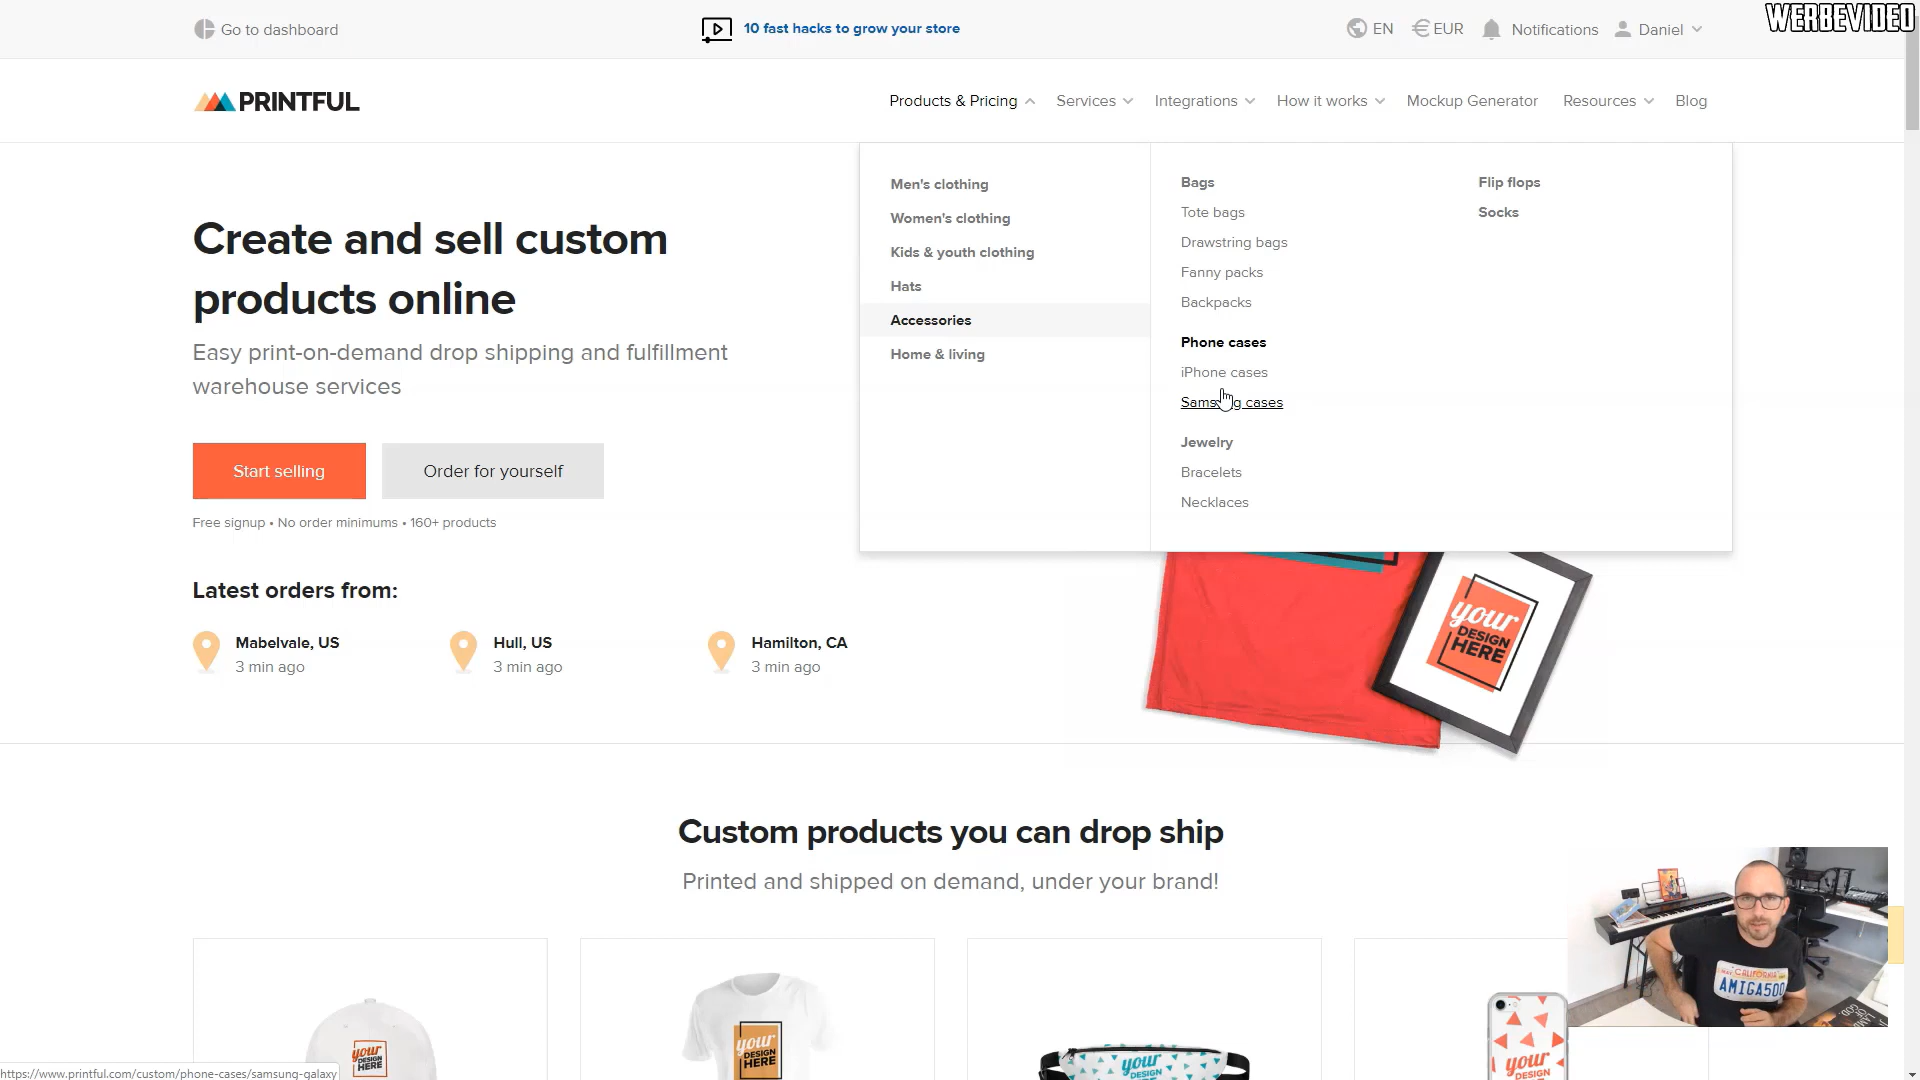 Go to dashboard
10 fast hacks to grow your store
EN
EUR
Notifications
Daniel
WERBEVIDEO
PRINTFUL
Products & Pricing
Services
Integrations
How it works
Mockup Generator
Resources
Blog
Men's clothing
Women's clothing
Kids & youth clothing
Hats
Accessories
Home & living
Bags
Tote bags
Drawstring bags
Fanny packs
Backpacks
Phone cases
iPhone cases
Samsung cases
Jewelry
Bracelets
Necklaces
Flip flops
Socks
Create and sell custom
products online
Easy print-on-demand drop shipping and fulfillment
warehouse services
Start selling
Order for yourself
Free signup • No order minimums • 160+ products
Latest orders from:
Mabelvale, US
3 min ago
Hull, US
3 min ago
Hamilton, CA
3 min ago
your
DESIGN
HERE
Custom products you can drop ship
Printed and shipped on demand, under your brand!
your
DESIGN
HERE
your
DESIGN
HERE
your
DESIGN
your
DESIGN
CALIFORNIA
AMIGA500
https://www.printful.com/custom/phone-cases/samsung-galaxy